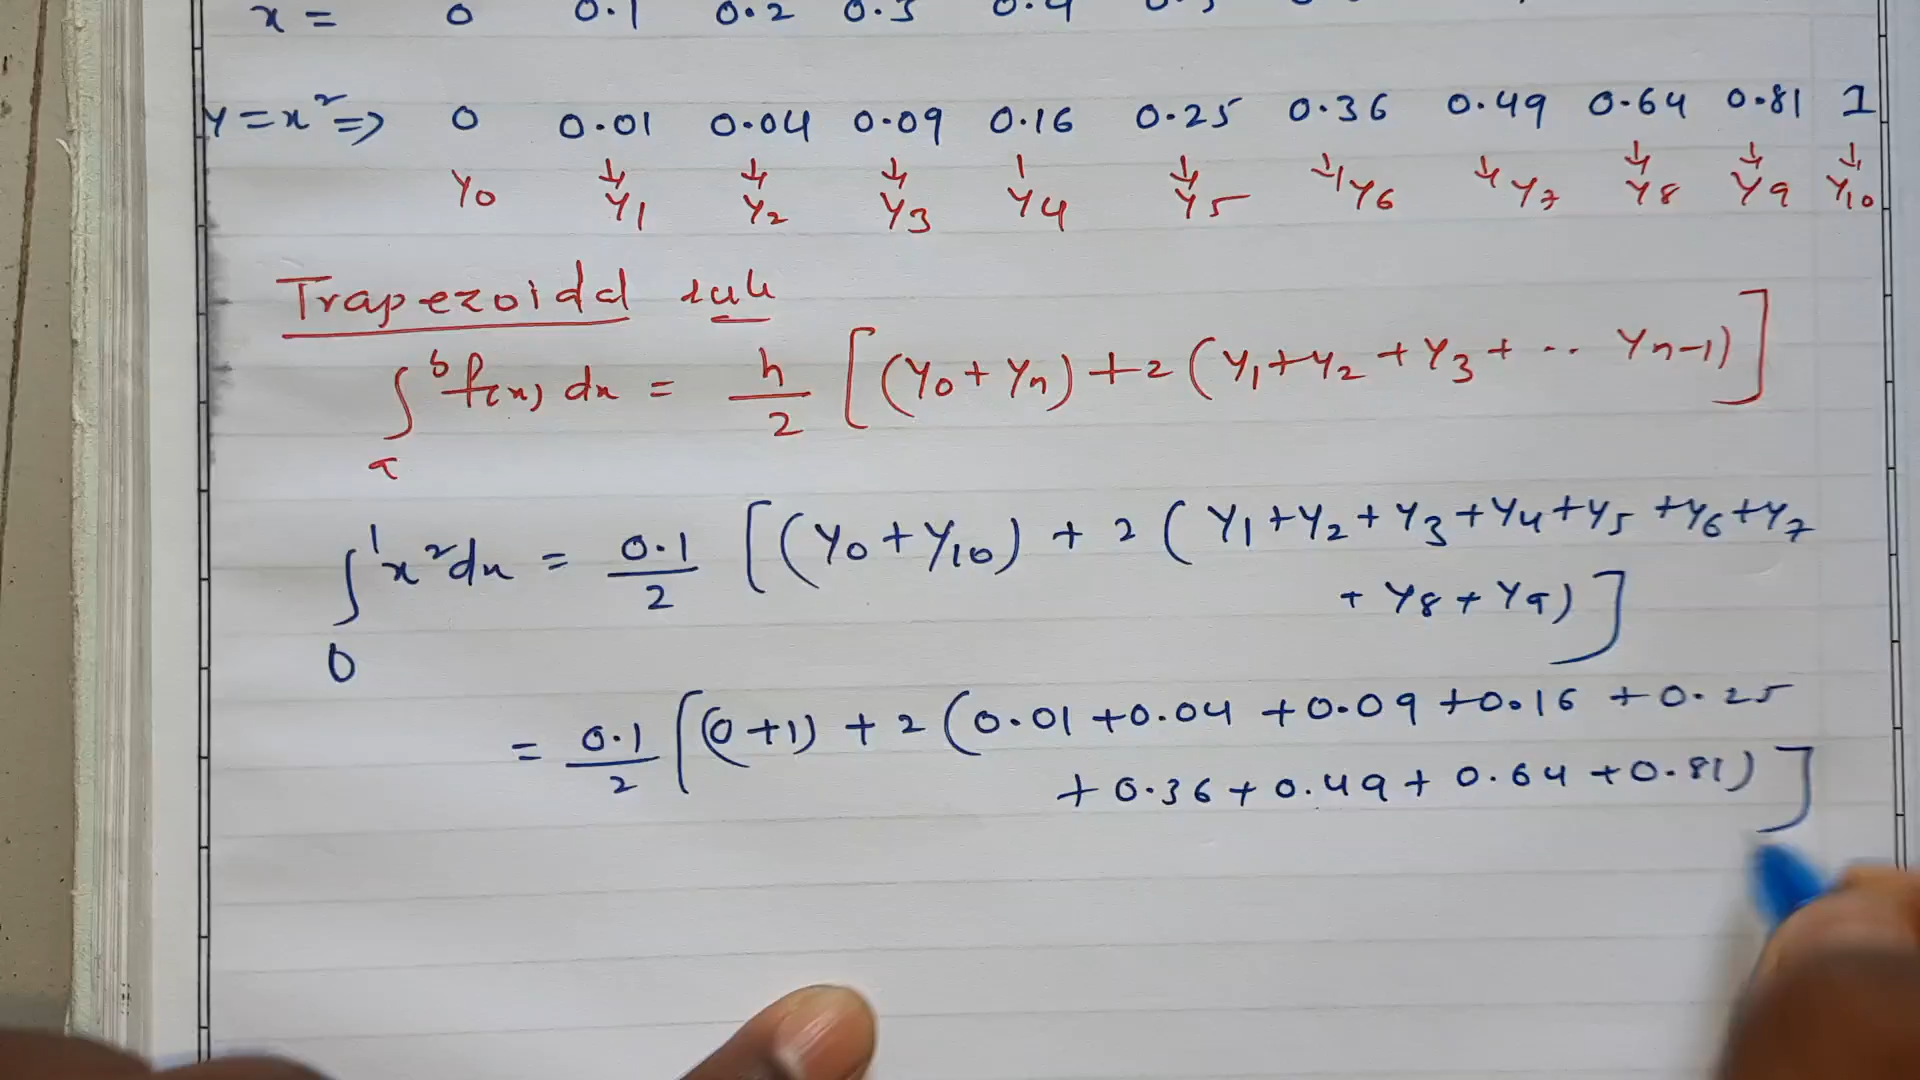 x = 0 0.1 0.2 0.3 0.4
y = x² => 0 0.01 0.04 0.09 0.16 0.25 0.36 0.49 0.64 0.81 1
y₀ ↓y₁ ↓y₂ ↓y₃ ↓y₄ ↓y₅ ↓y₆ ↓y₇ ↓y₈ ↓y₉ ↓y₁₀
Trapezoidal rule
∫ₐᵇ f(x) dx = h/2 [(y₀ + yₙ) + 2 (y₁ + y₂ + y₃ + ... yₙ₋₁)]
∫₀¹ x² dx = 0.1/2 [(y₀ + y₁₀) + 2 (y₁ + y₂ + y₃ + y₄ + y₅ + y₆ + y₇
+ y₈ + y₉)]
= 0.1/2 [(0+1) + 2 (0.01 + 0.04 + 0.09 + 0.16 + 0.25
+ 0.36 + 0.49 + 0.64 + 0.81)]